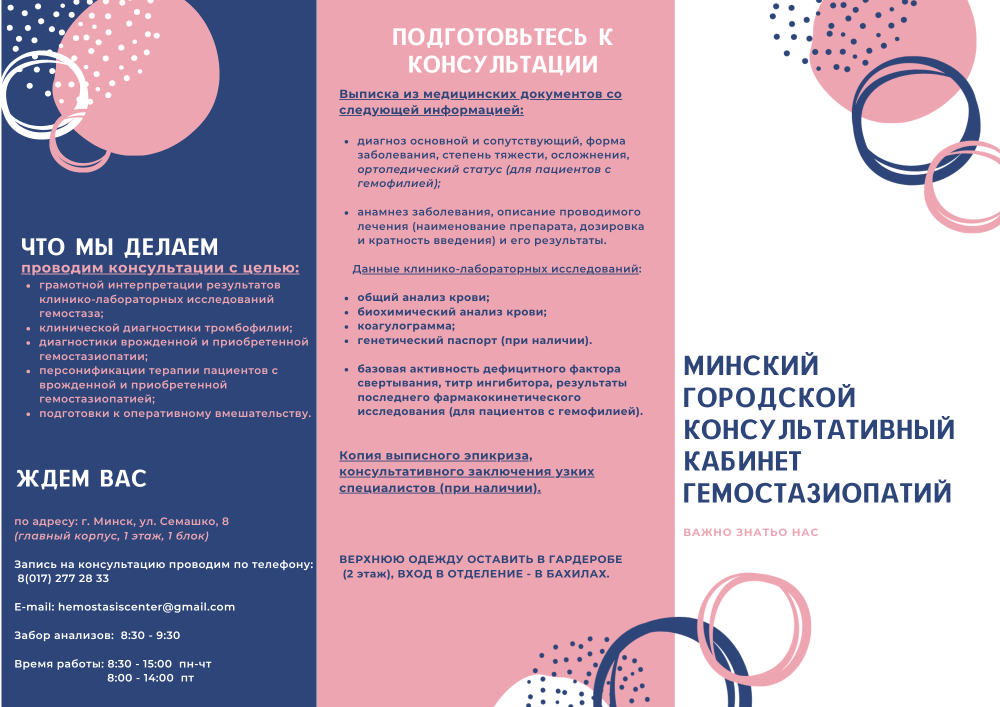 ЧТО МЫ ДЕЛАЕМ
проводим консультации с целью:
• грамотной интерпретации результатов
клинико-лабораторных исследований
гемостаза;
• клинической диагностики тромбофилии;
• диагностики врожденной и приобретенной
гемостазиопатии;
• персонификации терапии пациентов с
врожденной и приобретенной
гемостазиопатией;
• подготовки к оперативному вмешательству.
ЖДЕМ ВАС
по адресу: г. Минск, ул. Семашко, 8
(главный корпус, 1 этаж, 1 блок)
Запись на консультацию проводим по телефону:
8(017) 277 28 33
E-mail: hemostasiscenter@gmail.com
Забор анализов: 8:30 - 9:30
Время работы: 8:30 - 15:00 пн-чт
8:00 - 14:00 пт
ПОДГОТОВЬТЕСЬ К
КОНСУЛЬТАЦИИ
Выписка из медицинских документов со
следующей информацией:
• диагноз основной и сопутствующий, форма
заболевания, степень тяжести, осложнения,
ортопедический статус (для пациентов с
гемофилией);
• анамнез заболевания, описание проводимого
лечения (наименование препарата, дозировка
и кратность введения) и его результаты.
Данные клинико-лабораторных исследований:
• общий анализ крови;
• биохимический анализ крови;
• коагулограмма;
• генетический паспорт (при наличии).
• базовая активность дефицитного фактора
свертывания, титр ингибитора, результаты
последнего фармакокинетического
исследования (для пациентов с гемофилией).
Копия выписного эпикриза,
консультативного заключения узких
специалистов (при наличии).
ВЕРХНЮЮ ОДЕЖДУ ОСТАВИТЬ В ГАРДЕРОБЕ
(2 этаж), ВХОД В ОТДЕЛЕНИЕ - В БАХИЛАХ.
МИНСКИЙ
ГОРОДСКОЙ
КОНСУЛЬТАТИВНЫЙ
КАБИНЕТ
ГЕМОСТАЗИОПАТИЙ
ВАЖНО ЗНАТЬО НАС